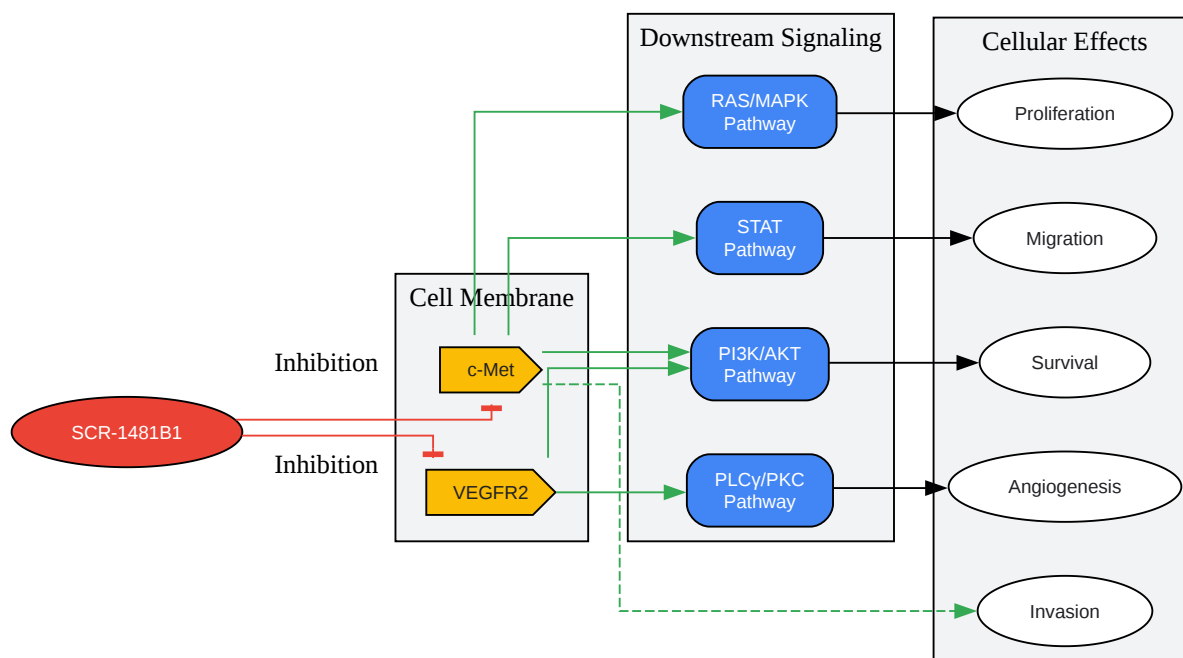 Downstream Signaling
Cellular Effects
RAS/MAPK
Pathway
Proliferation
STAT
Pathway
Migration
Cell Membrane
Inhibition
c-Met
PI3K/AKT
Pathway
Survival
SCR-1481B1
Inhibition
VEGFR2
PLCγ/PKC
Pathway
Angiogenesis
Invasion